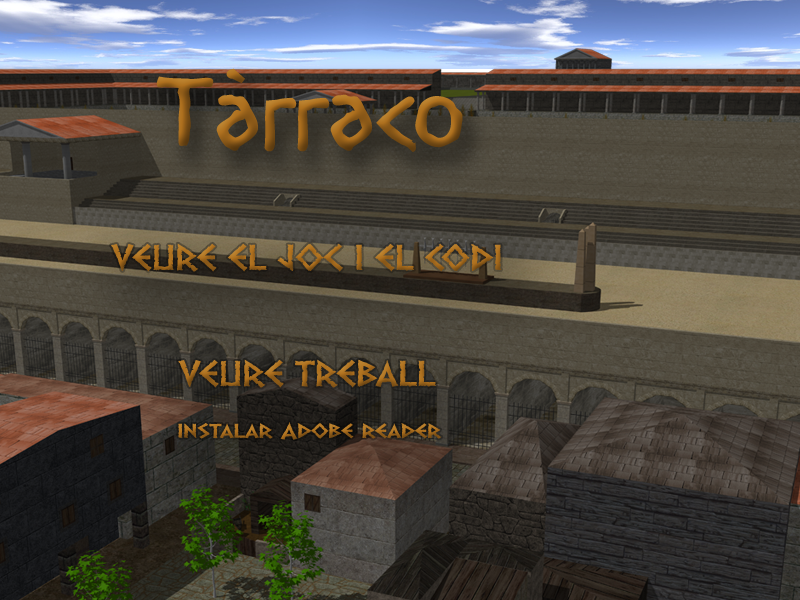 Tàrraco
VEURE EL JOC I EL CODI
VEURE TREBALL
INSTALAR ADOBE READER